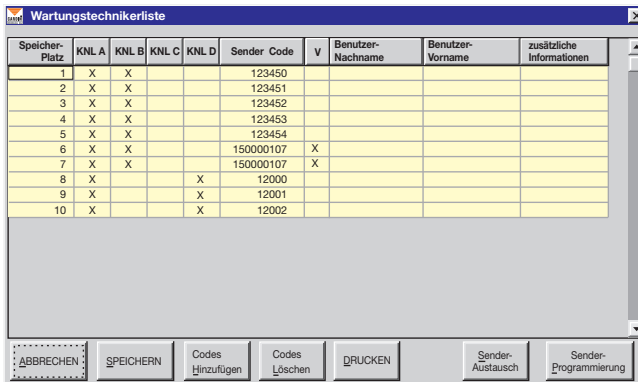 Wartungstechnikerliste
Speicher-Platz KNL A KNL B KNL C KNL D Sender Code V Benutzer-Nachname Benutzer-Vorname zusätzliche Informationen
1 X X 123450
2 X X 123451
3 X X 123452
4 X X 123453
5 X X 123454
6 X X 150000107 X
7 X X 150000107 X
8 X X 12000
9 X X 12001
10 X X 12002
ABBRECHEN SPEICHERN Codes Hinzufügen Codes Löschen DRUCKEN Sender-Austausch Sender-Programmierung